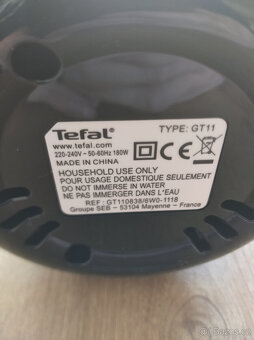 Tefal
TYPE: GT11
www.tefal.com
220-240V~50-60Hz 180W
MADE IN CHINA
CE
HOUSEHOLD USE ONLY
POUR USAGE DOMESTIQUE SEULEMENT
DO NOT IMMERSE IN WATER
NE PAS IMMERGER DANS L'EAU
REF : GT110838/6W0-1118
Groupe SEB - 53104 Mayenne - France